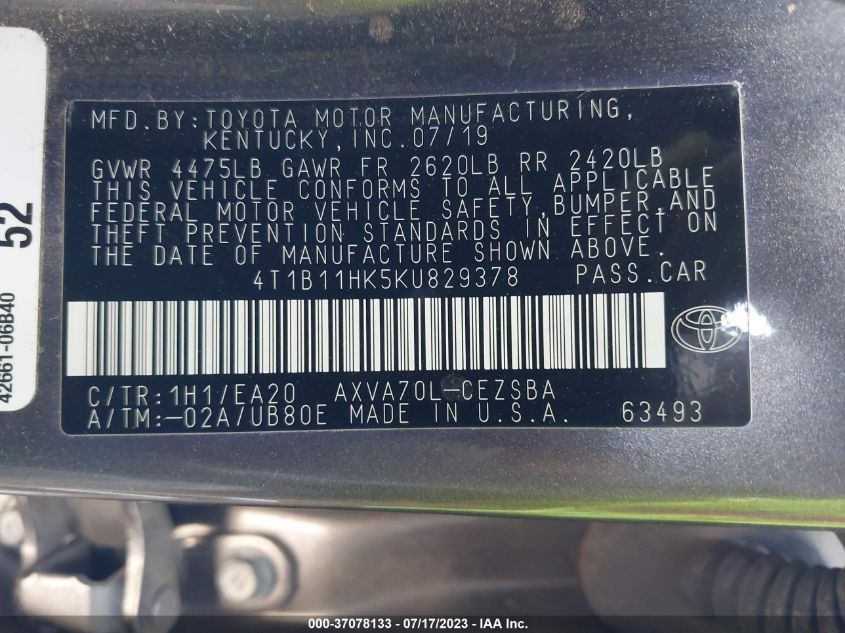 MFD.BY:TOYOTA MOTOR MANUFACTURING,
KENTUCKY,INC.07/19
GVWR 4475LB GAWR FR 2620LB RR 2420LB
THIS VEHICLE CONFORMS TO ALL APPLICABLE
FEDERAL MOTOR VEHICLE SAFETY,BUMPER,AND
THEFT PREVENTION STANDARDS IN EFFECT ON
THE DATE OF MANUFACTURE SHOWN ABOVE.
4T1B11HK5KU829378 PASS.CAR
C/TR:1H1/EA20 AXVA70L-CEZSBA
A/TM:-02A/UB80E MADE IN U.S.A. 63493
52
42661-06B40
000-37078133 - 07/17/2023 - IAA Inc.